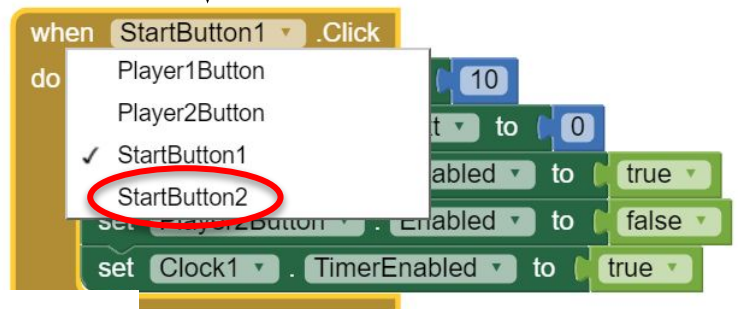 when StartButton1 .Click
do
Player1Button
Player2Button
✓ StartButton1
StartButton2
10
to 0
to true
set Player2Button . Enabled to false
set Clock1 . TimerEnabled to true